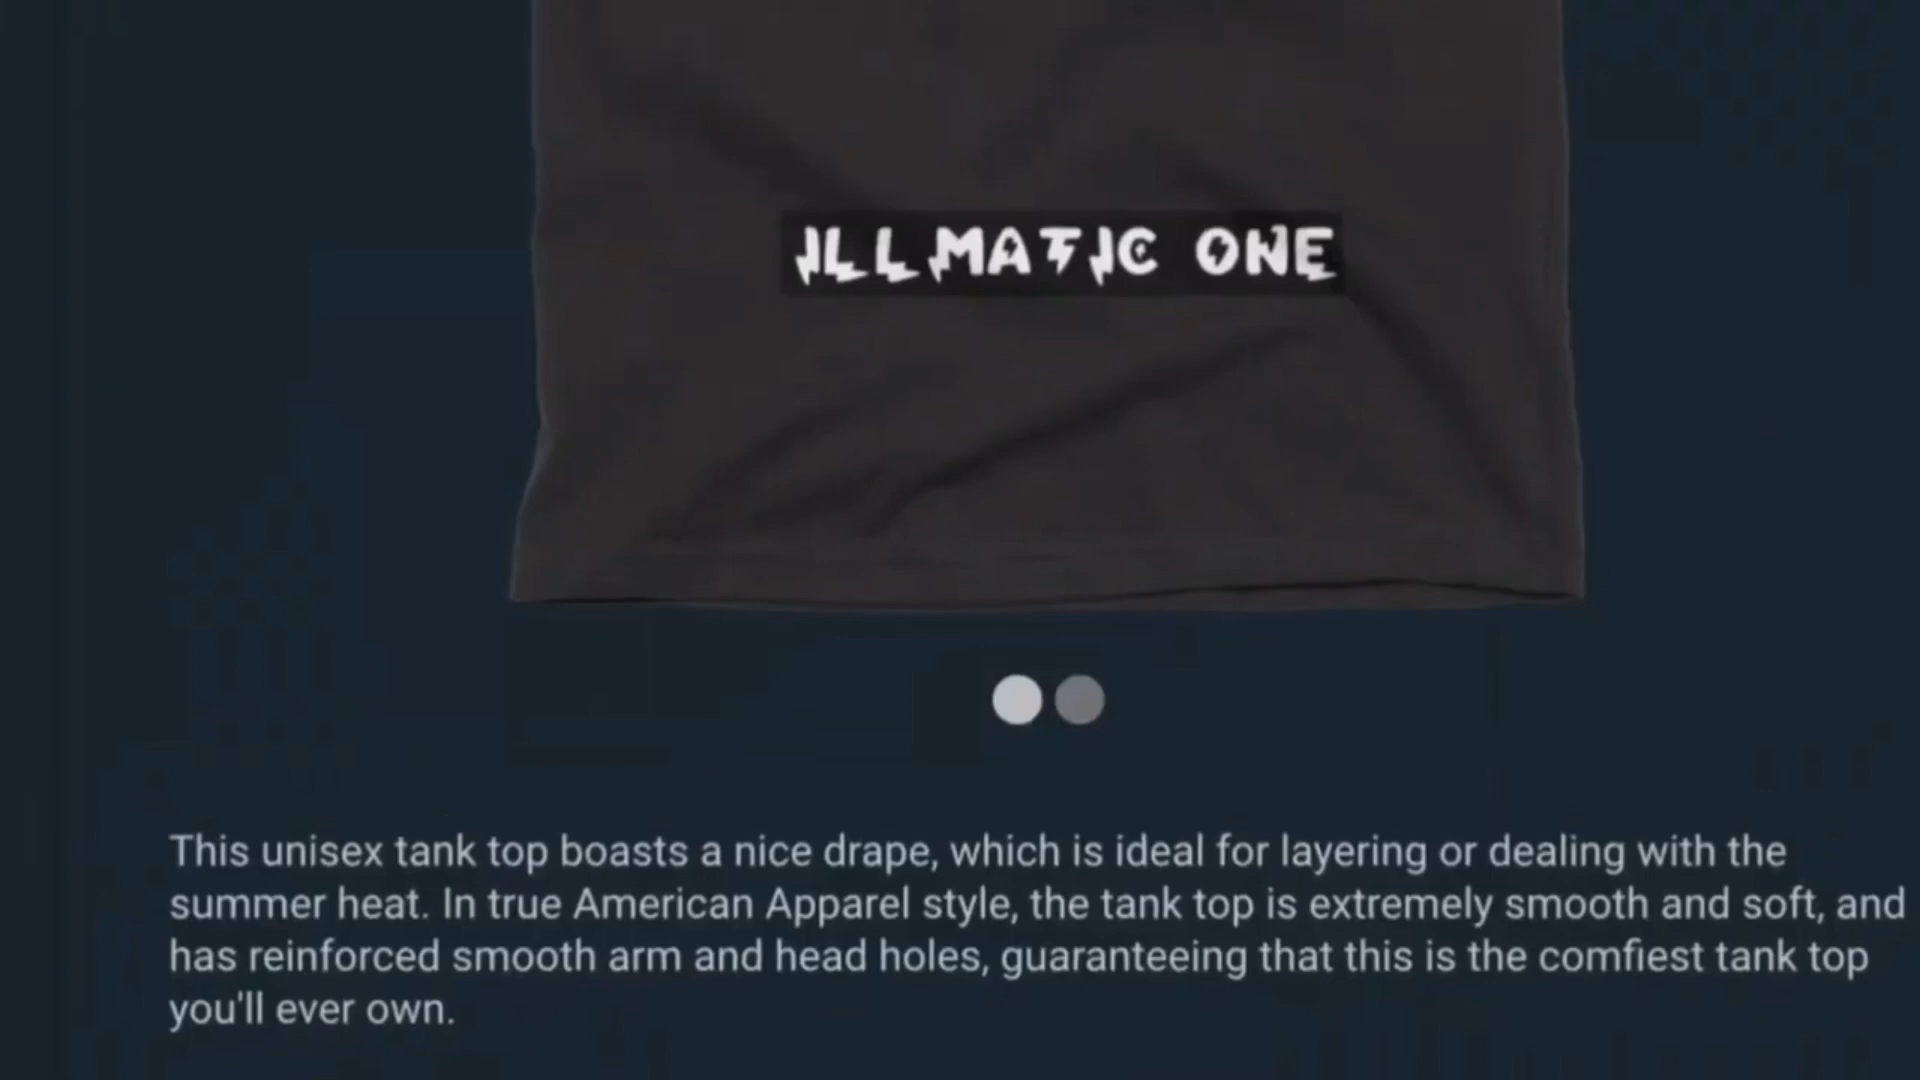 ILLMATIC ONE
This unisex tank top boasts a nice drape, which is ideal for layering or dealing with the
summer heat. In true American Apparel style, the tank top is extremely smooth and soft, and
has reinforced smooth arm and head holes, guaranteeing that this is the comfiest tank top
you'll ever own.